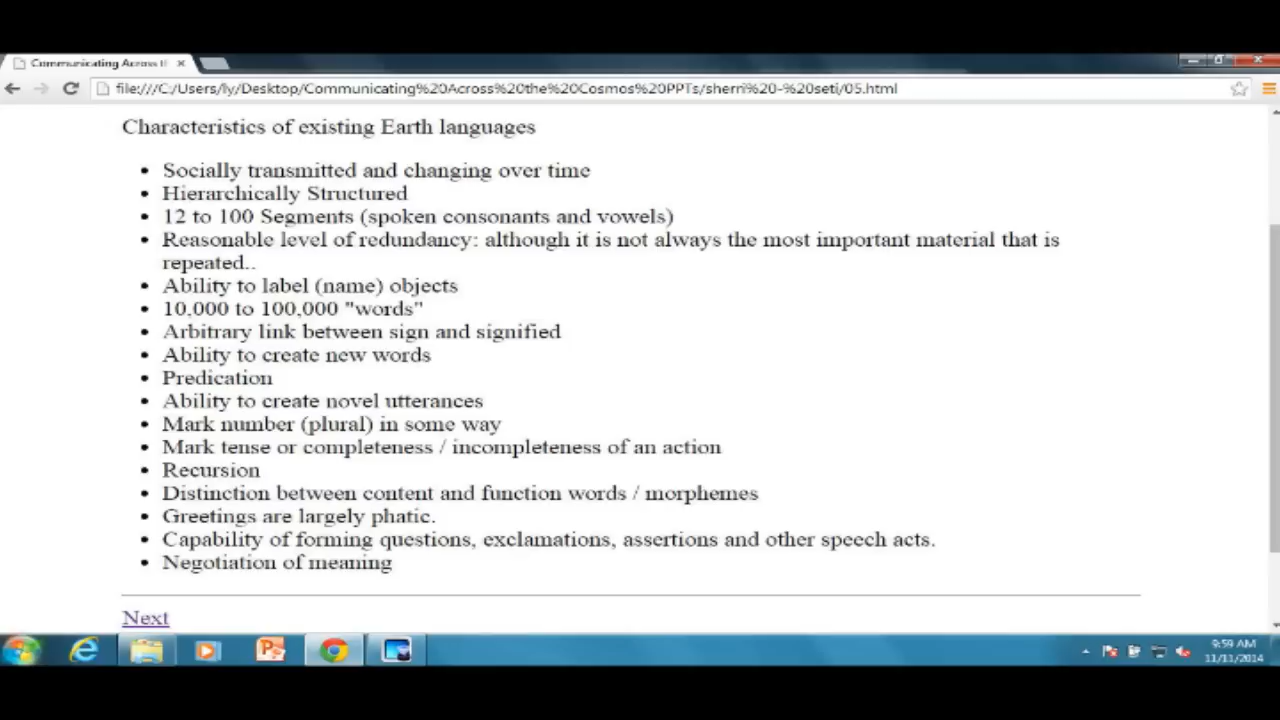 Communicating Across t
file:///C:/Users/ly/Desktop/Communicating%20Across%20the%20Cosmos%20PPTs/sherri%20-%20seti/05.html
Characteristics of existing Earth languages
• Socially transmitted and changing over time
• Hierarchically Structured
• 12 to 100 Segments (spoken consonants and vowels)
• Reasonable level of redundancy: although it is not always the most important material that is
repeated..
• Ability to label (name) objects
• 10,000 to 100,000 "words"
• Arbitrary link between sign and signified
• Ability to create new words
• Predication
• Ability to create novel utterances
• Mark number (plural) in some way
• Mark tense or completeness / incompleteness of an action
• Recursion
• Distinction between content and function words / morphemes
• Greetings are largely phatic.
• Capability of forming questions, exclamations, assertions and other speech acts.
• Negotiation of meaning
Next
9:59 AM
11/11/2014